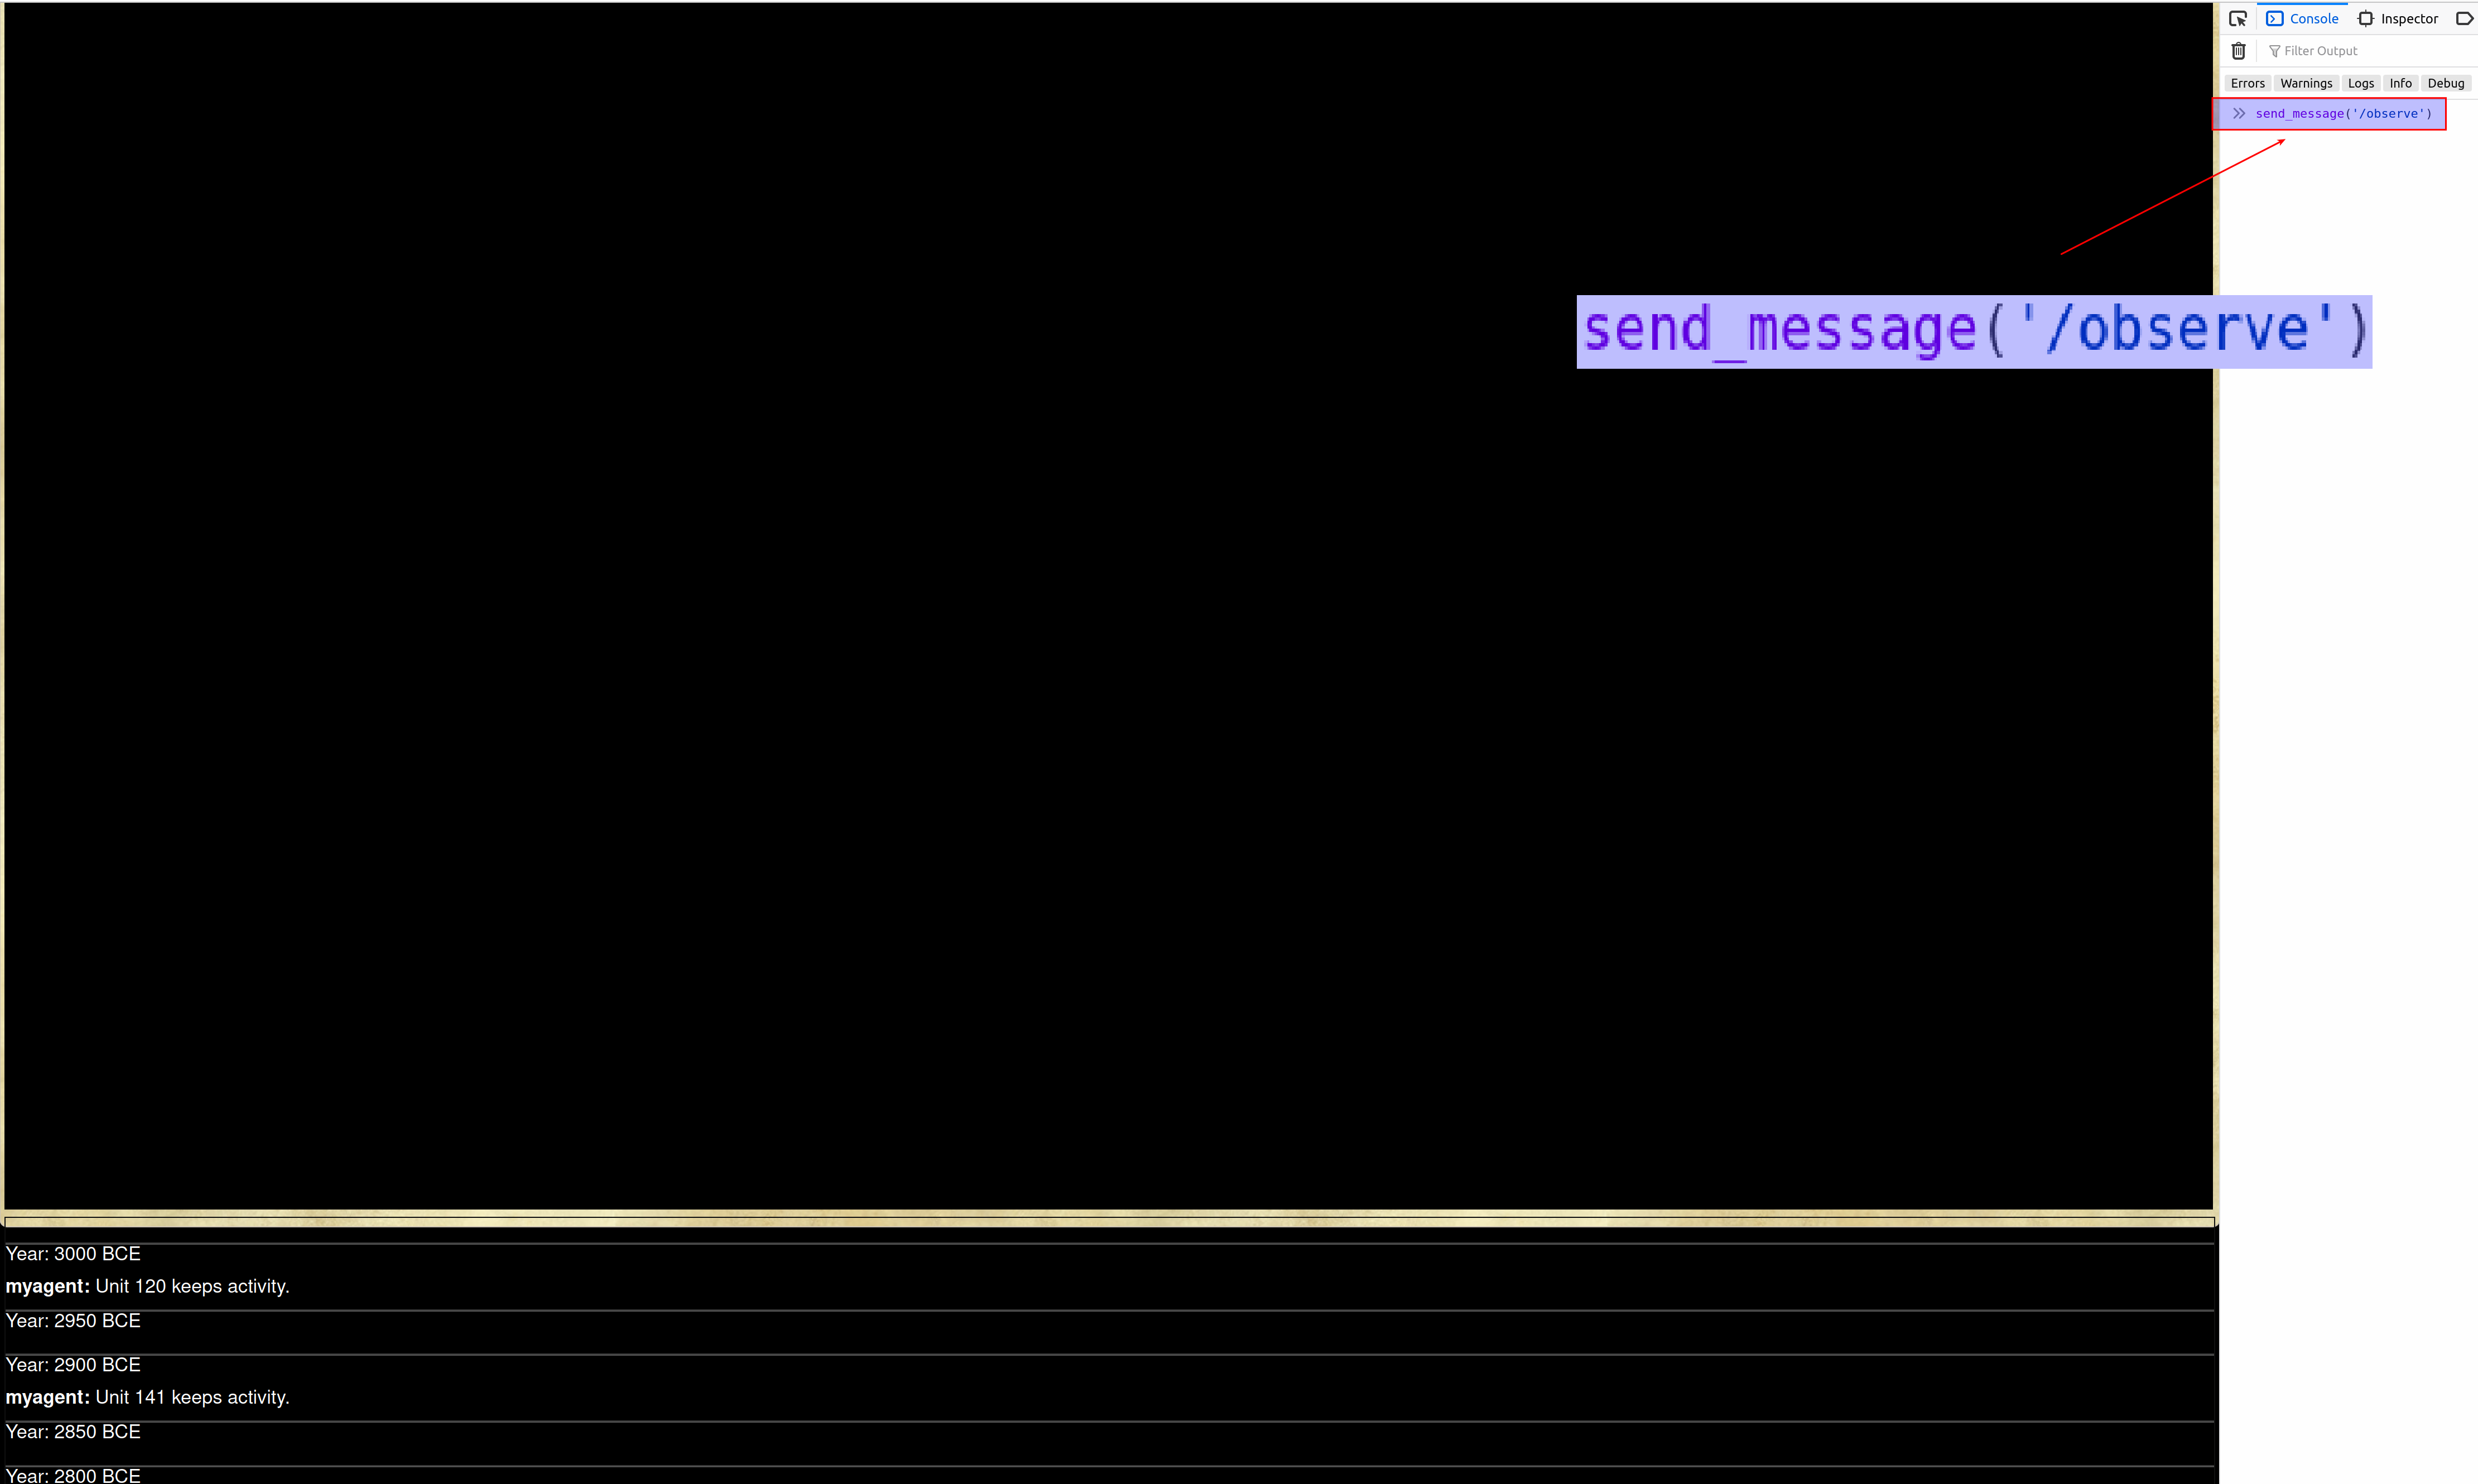 Console Inspector
Filter Output
Errors Warnings Logs Info Debug
send_message('/observe')
send_message('/observe')
Year: 3000 BCE
myagent: Unit 120 keeps activity.
Year: 2950 BCE
Year: 2900 BCE
myagent: Unit 141 keeps activity.
Year: 2850 BCE
Year: 2800 BCE